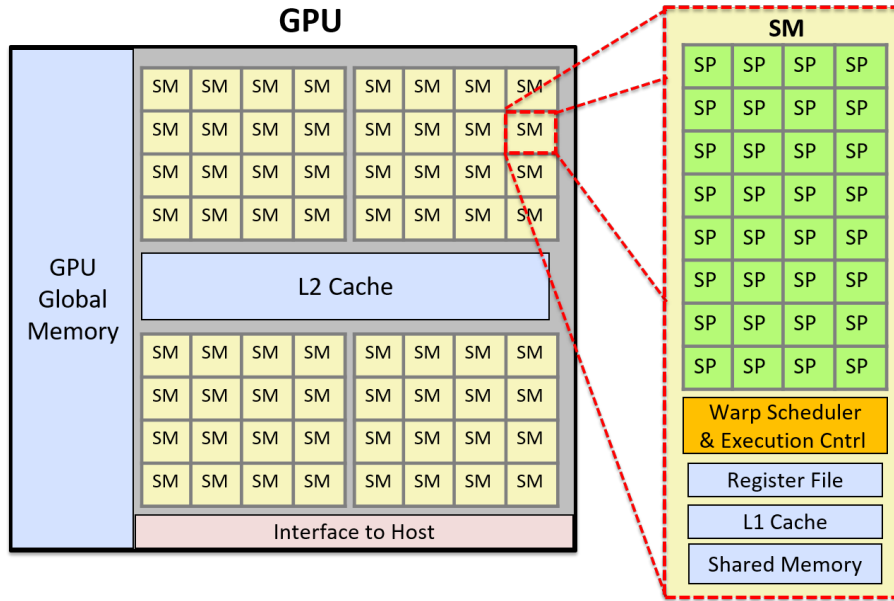 GPU
SM SM SM SM SM SM SM SM
SM SM SM SM SM SM SM SM
SM SM SM SM SM SM SM SM
SM SM SM SM SM SM SM SM
GPU
Global
Memory
L2 Cache
SM SM SM SM SM SM SM SM
SM SM SM SM SM SM SM SM
SM SM SM SM SM SM SM SM
SM SM SM SM SM SM SM SM
Interface to Host
SM
SP SP SP SP
SP SP SP SP
SP SP SP SP
SP SP SP SP
SP SP SP SP
SP SP SP SP
SP SP SP SP
SP SP SP SP
Warp Scheduler
& Execution Cntrl
Register File
L1 Cache
Shared Memory